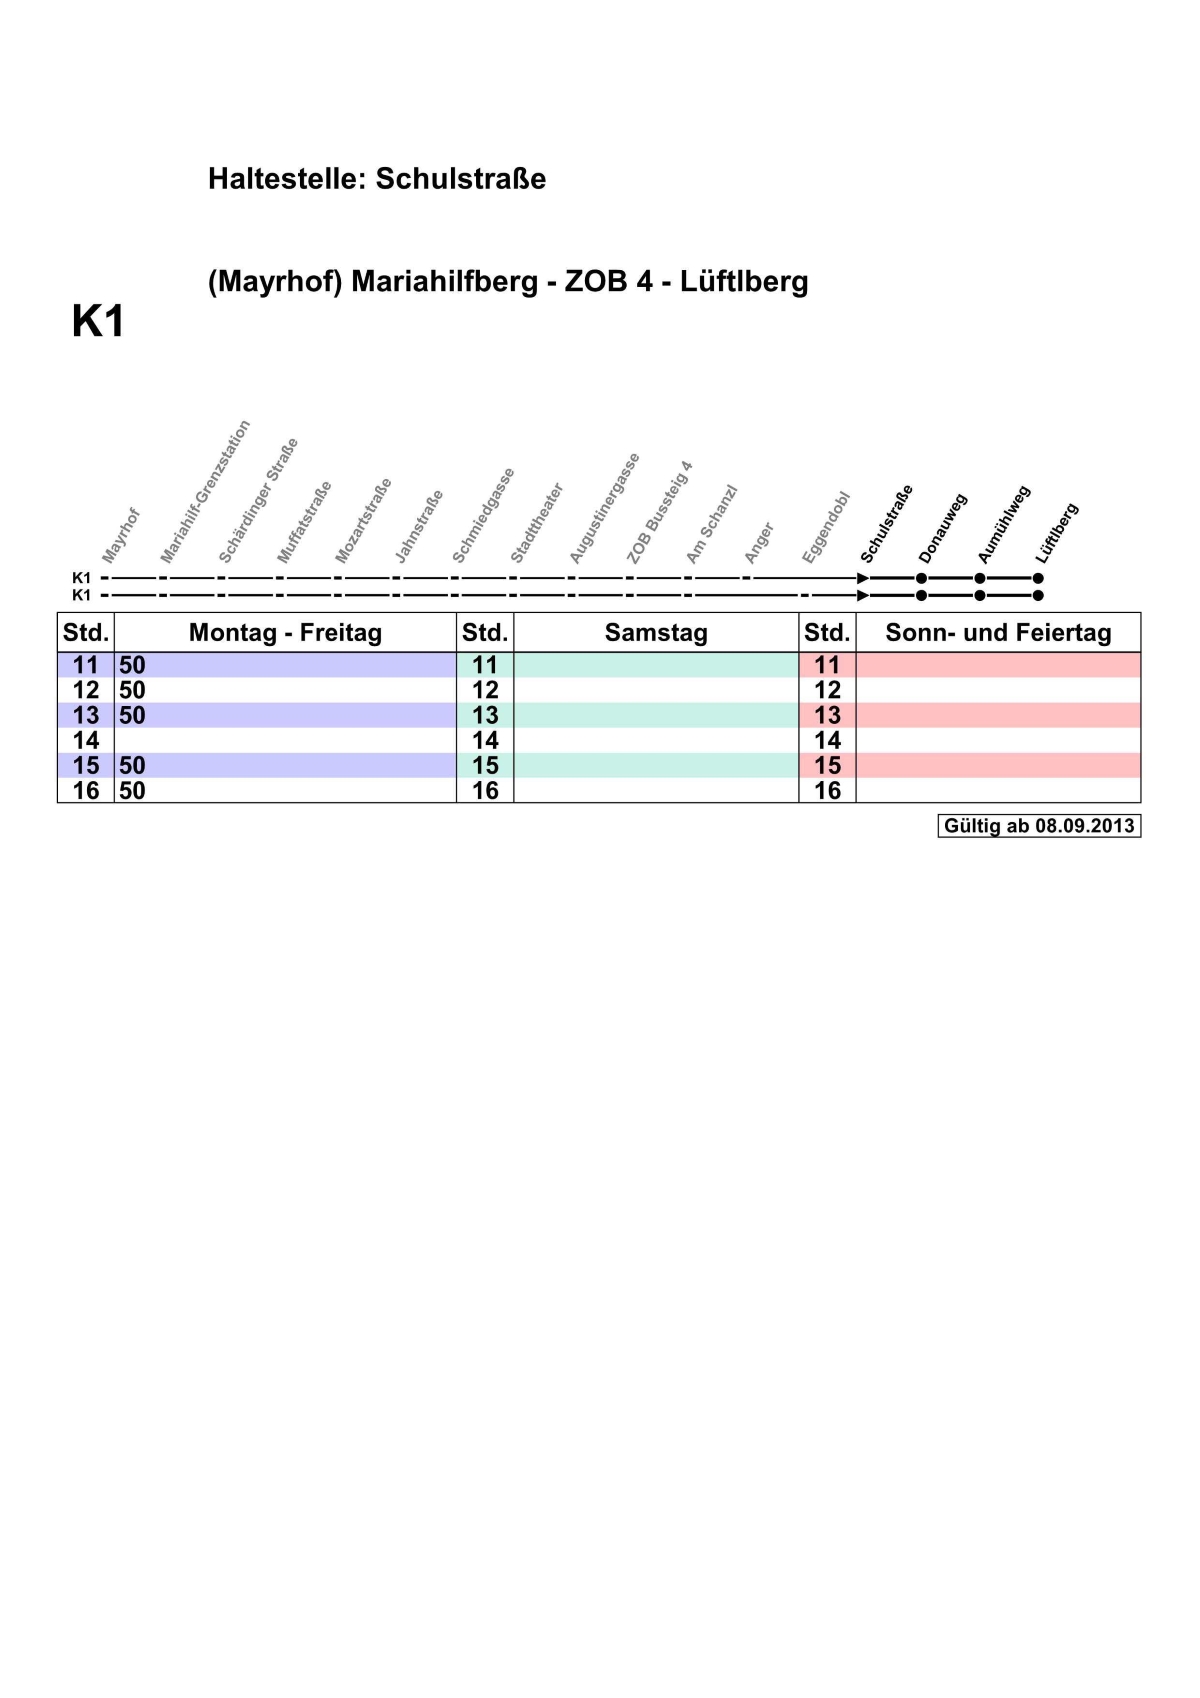 Haltestelle: Schulstraße
(Mayrhof) Mariahilfberg - ZOB 4 - Lüftlberg
K1
Mayrhof
Mariahilf-Grenzstation
Schärdinger Straße
Muffatstraße
Mozartstraße
Jahnstraße
Schmiedgasse
Stadttheater
Augustinergasse
ZOB Bussteig 4
Am Schanzl
Anger
Eggendobl
Schulstraße
Donauweg
Aumühlweg
Lüftlberg
K1
K1
Std. Montag - Freitag Std. Samstag Std. Sonn- und Feiertag
11 50 11 11
12 50 12 12
13 50 13 13
14 14 14
15 50 15 15
16 50 16 16
Gültig ab 08.09.2013